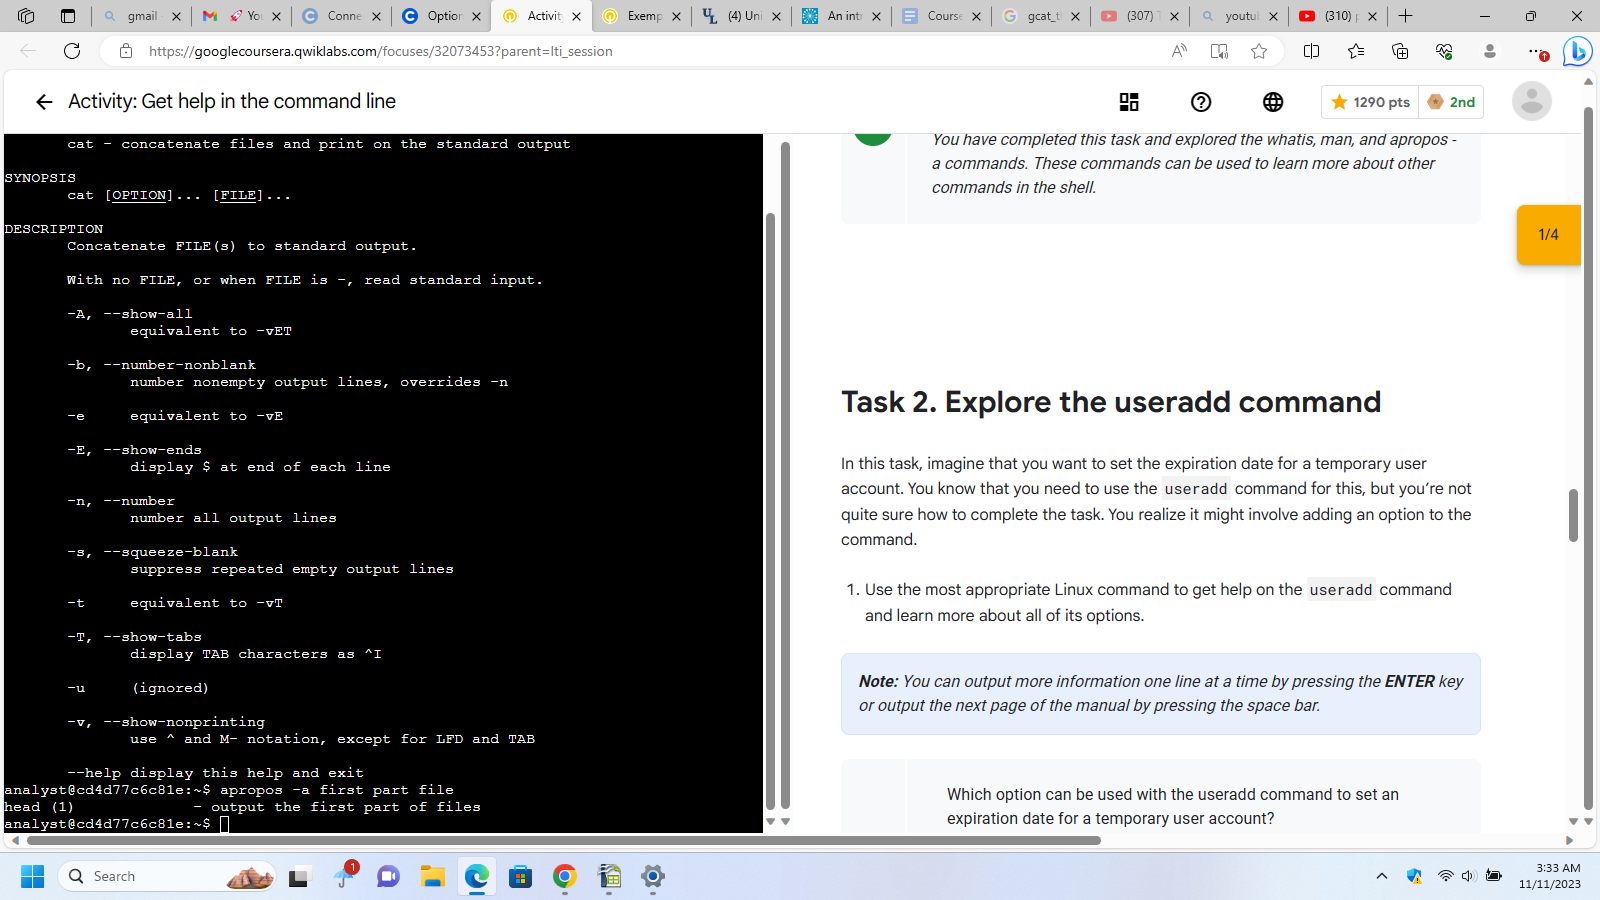 gmail
You
Conne
Option
Activity
Exemp
(4) Uni
An intr
Course
gcat_t
(307) T
youtu
(310) p
https://googlecoursera.qwiklabs.com/focuses/32073453?parent=lti_session
Activity: Get help in the command line
1290 pts
2nd
cat - concatenate files and print on the standard output
SYNOPSIS
cat [OPTION]... [FILE]...
DESCRIPTION
Concatenate FILE(s) to standard output.
With no FILE, or when FILE is -, read standard input.
-A, --show-all
equivalent to -vET
-b, --number-nonblank
number nonempty output lines, overrides -n
-e equivalent to -vE
-E, --show-ends
display $ at end of each line
-n, --number
number all output lines
-s, --squeeze-blank
suppress repeated empty output lines
-t equivalent to -vT
-T, --show-tabs
display TAB characters as ^I
-u (ignored)
-v, --show-nonprinting
use ^ and M- notation, except for LFD and TAB
--help display this help and exit
analyst@cd4d77c6c81e:~$ apropos -a first part file
head (1) - output the first part of files
analyst@cd4d77c6c81e:~$
You have completed this task and explored the whatis, man, and apropos -
a commands. These commands can be used to learn more about other
commands in the shell.
1/4
Task 2. Explore the useradd command
In this task, imagine that you want to set the expiration date for a temporary user
account. You know that you need to use the useradd command for this, but you’re not
quite sure how to complete the task. You realize it might involve adding an option to the
command.
1. Use the most appropriate Linux command to get help on the useradd command
and learn more about all of its options.
Note: You can output more information one line at a time by pressing the ENTER key
or output the next page of the manual by pressing the space bar.
Which option can be used with the useradd command to set an
expiration date for a temporary user account?
Search
1
3:33 AM
11/11/2023